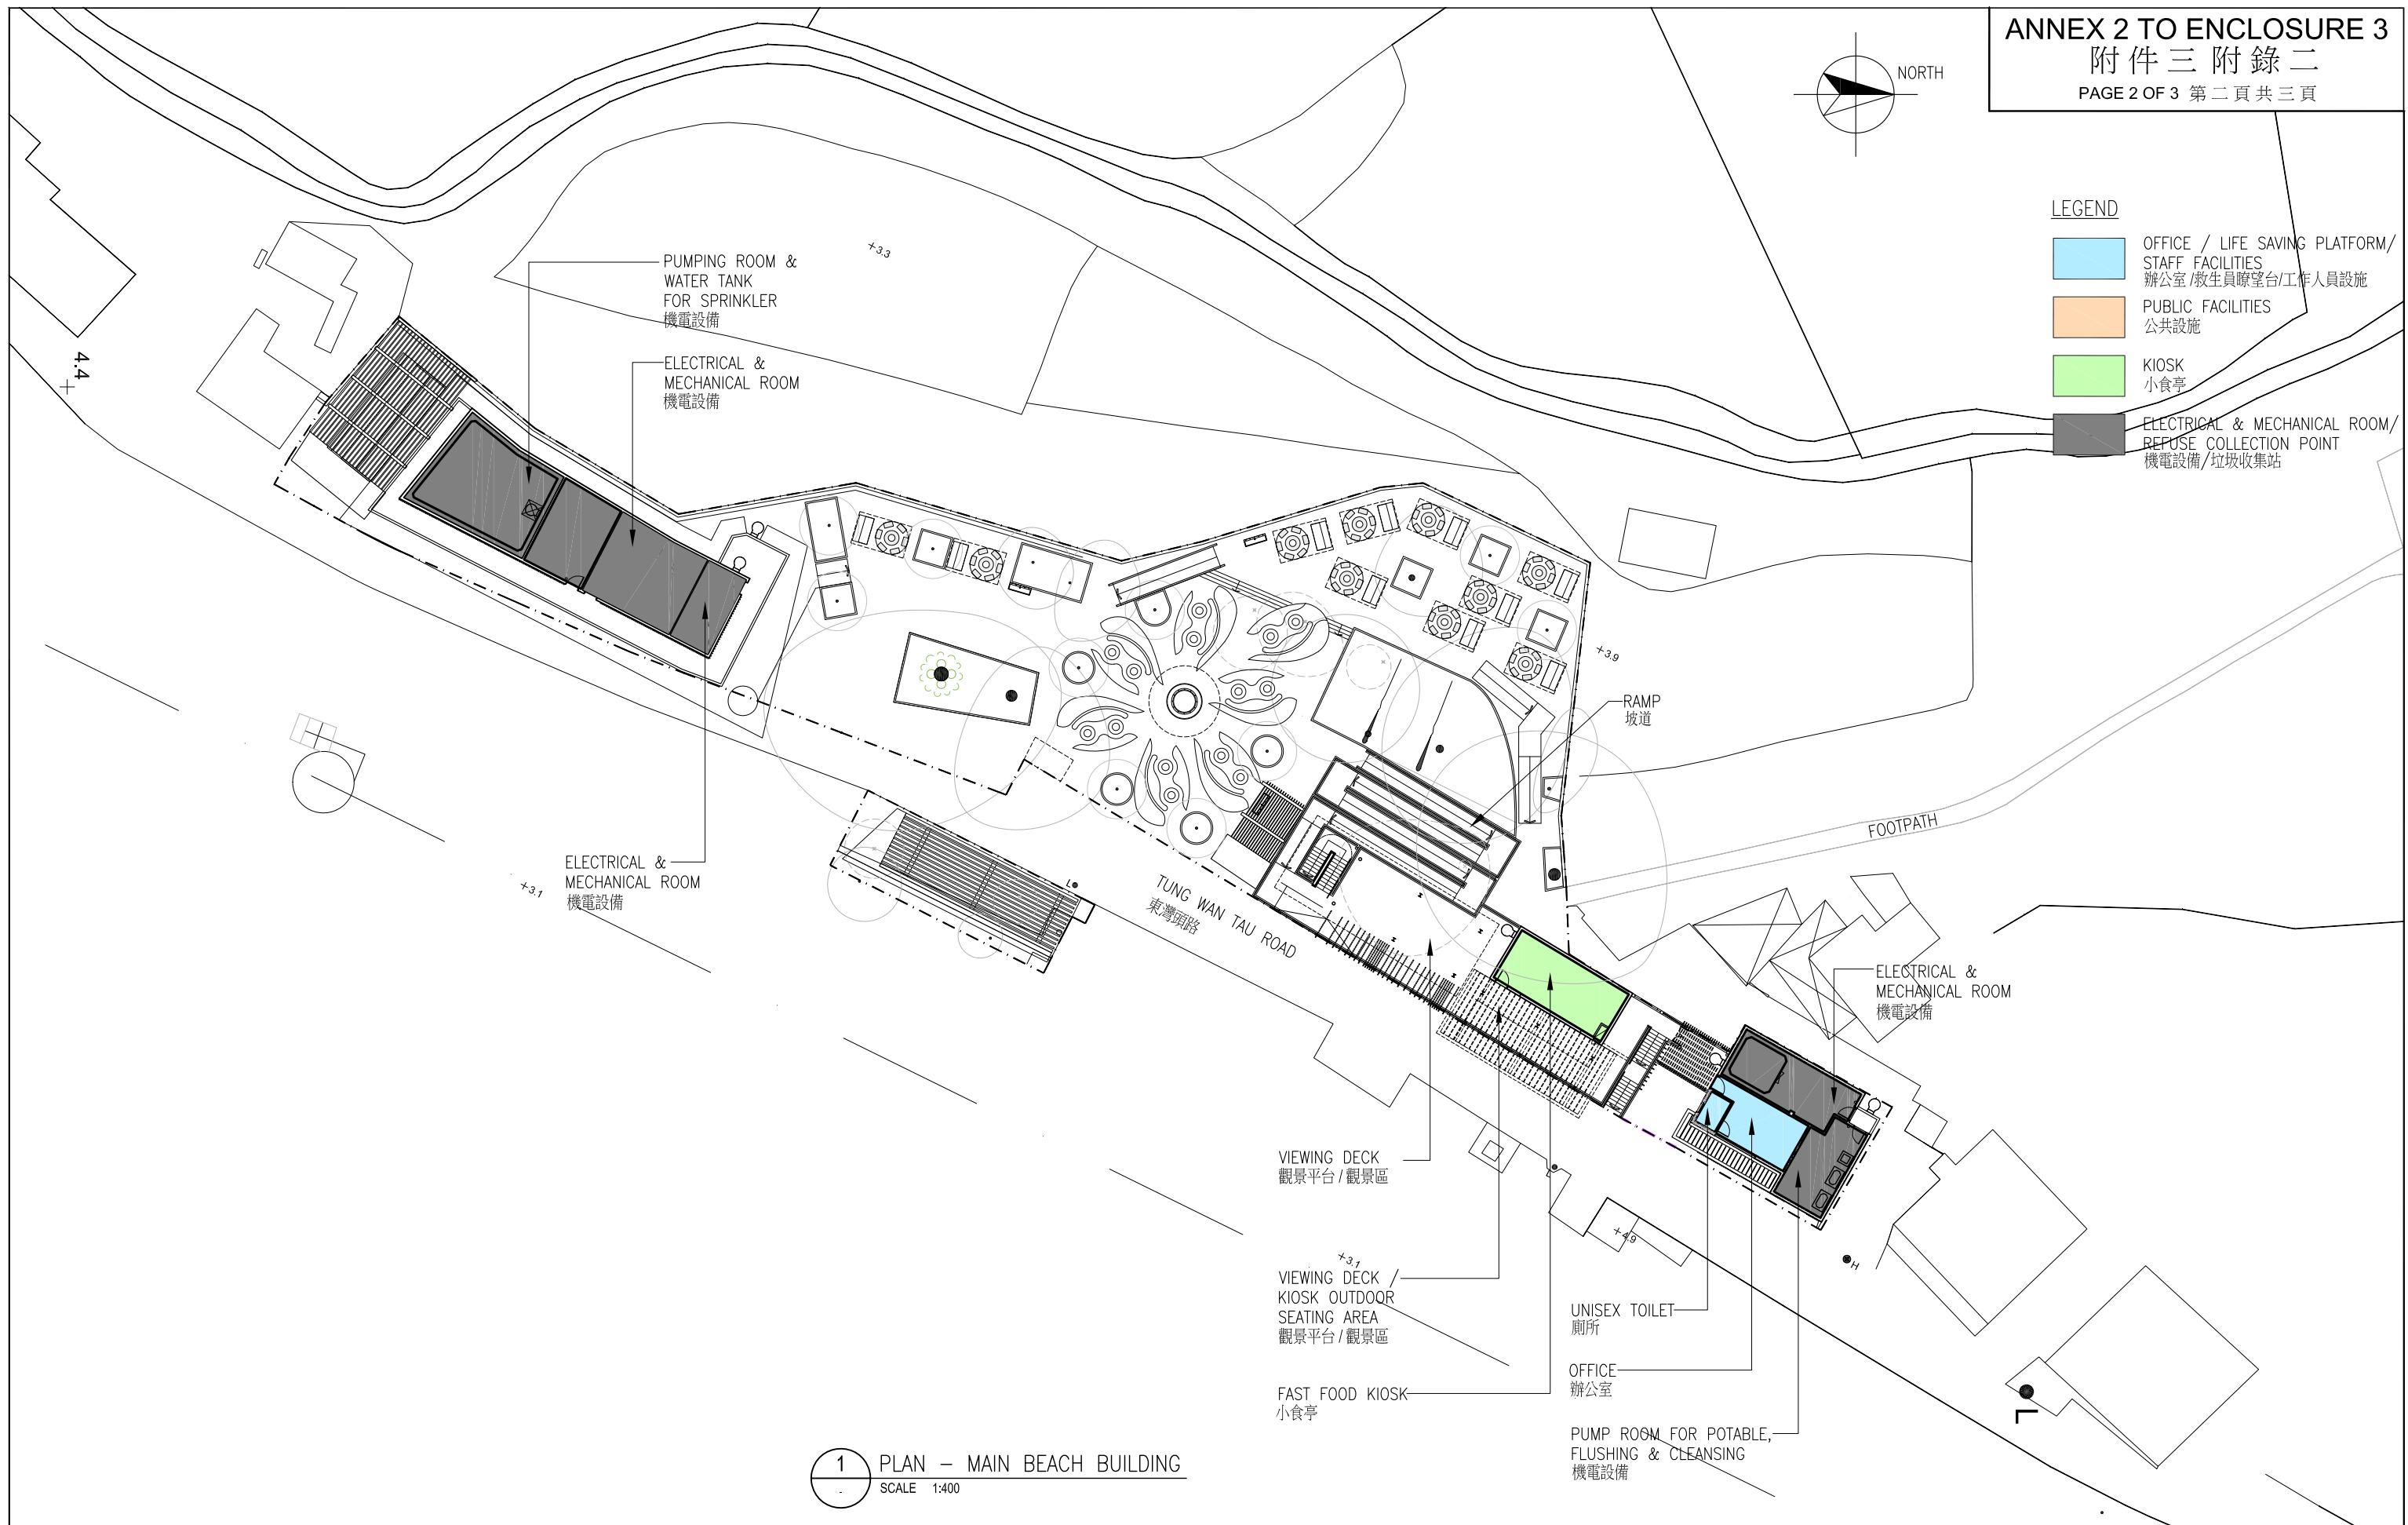 ANNEX 2 TO ENCLOSURE 3
附件三 附錄二
PAGE 2 OF 3 第二頁共三頁
NORTH
LEGEND
OFFICE / LIFE SAVING PLATFORM/
STAFF FACILITIES
辦公室/救生員瞭望台/工作人員設施
PUBLIC FACILITIES
公共設施
KIOSK
小食亭
ELECTRICAL & MECHANICAL ROOM/
REFUSE COLLECTION POINT
機電設備/垃圾收集站
+3.3
PUMPING ROOM &
WATER TANK
FOR SPRINKLER
機電設備
ELECTRICAL &
MECHANICAL ROOM
機電設備
4.4
+3.9
RAMP
坡道
FOOTPATH
ELECTRICAL &
MECHANICAL ROOM
機電設備
+3.1
L
TUNG WAN TAU ROAD
東灣頭路
ELECTRICAL &
MECHANICAL ROOM
機電設備
VIEWING DECK
觀景平台/觀景區
+4.9
+3.1
H
VIEWING DECK /
KIOSK OUTDOOR
SEATING AREA
觀景平台/觀景區
UNISEX TOILET
廁所
OFFICE
辦公室
FAST FOOD KIOSK
小食亭
L
PUMP ROOM FOR POTABLE,
FLUSHING & CLEANSING
機電設備
1
-
PLAN - MAIN BEACH BUILDING
SCALE 1:400